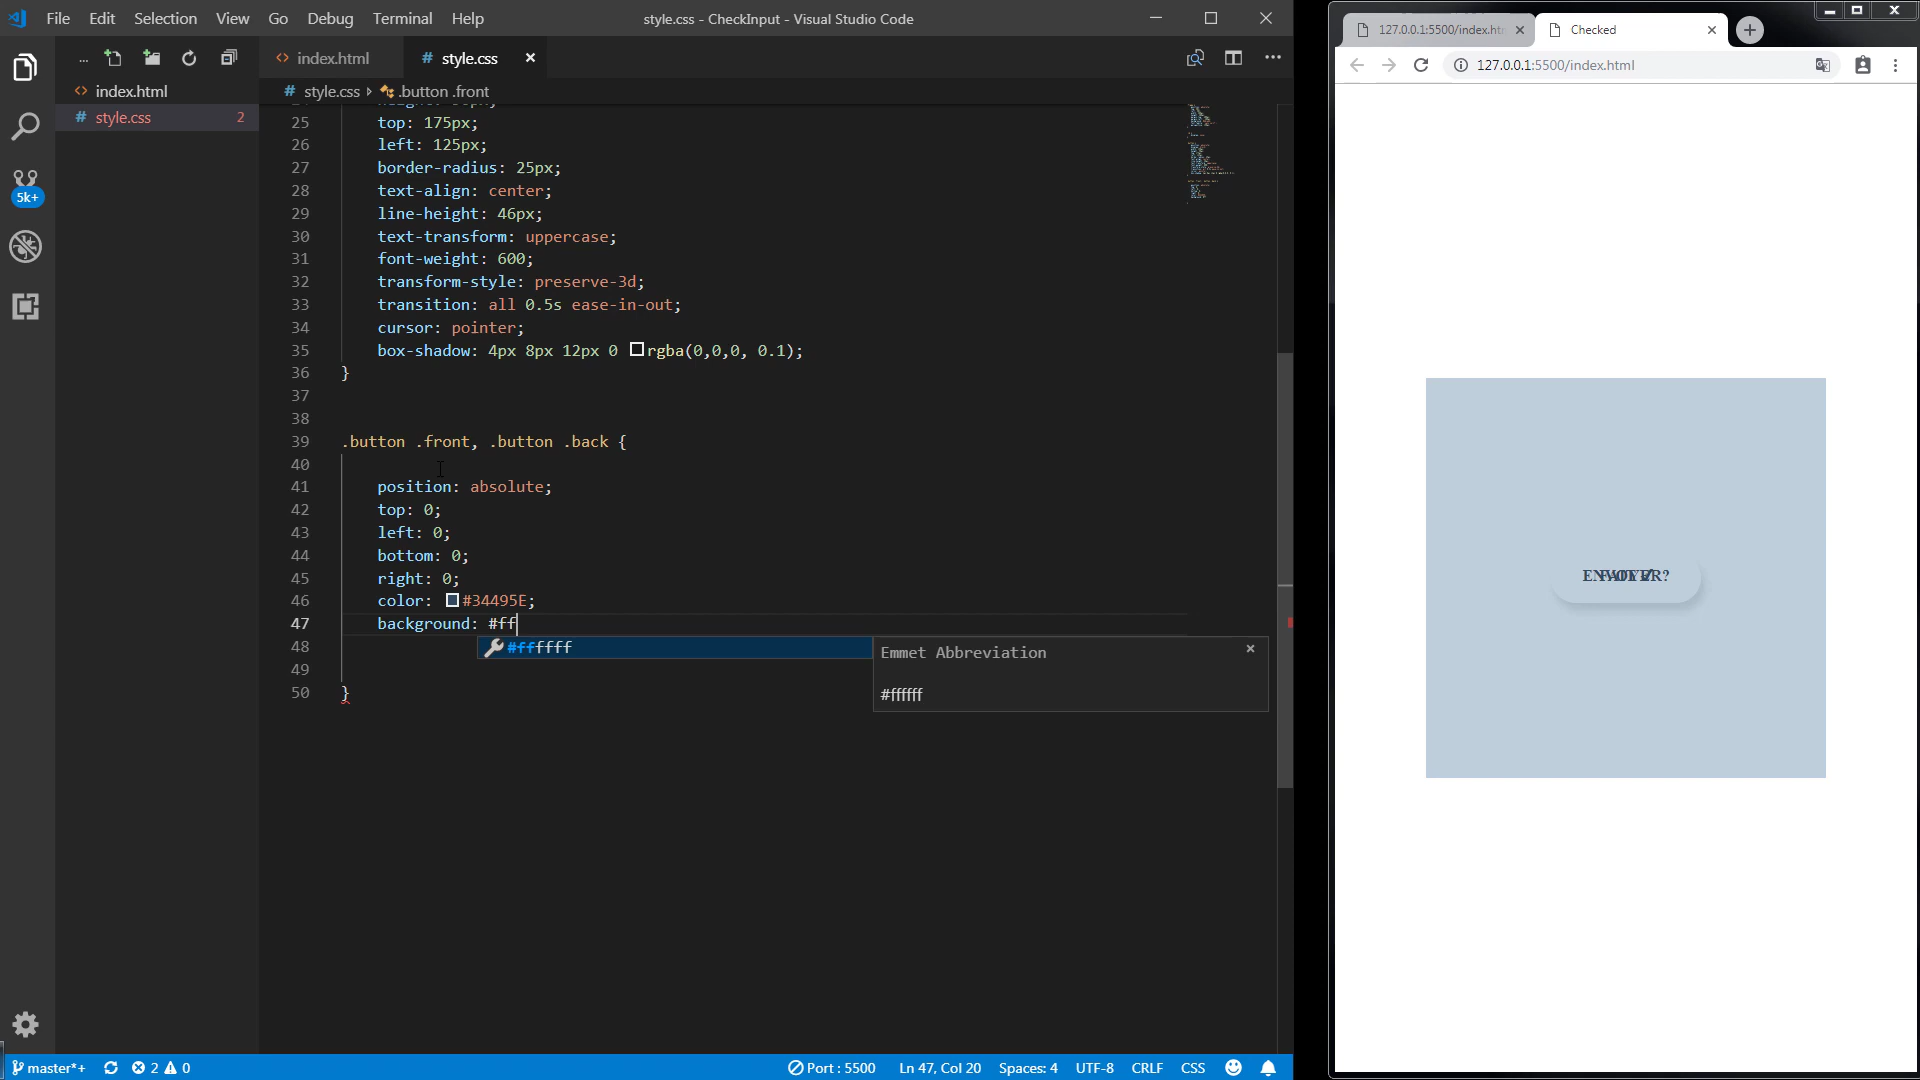 File Edit Selection View Go Debug Terminal Help
style.css - CheckInput - Visual Studio Code
... index.html style.css ×
index.html
style.css 2
# style.css .button .front
5k+
25 top: 175px;
26 left: 125px;
27 border-radius: 25px;
28 text-align: center;
29 line-height: 46px;
30 text-transform: uppercase;
31 font-weight: 600;
32 transform-style: preserve-3d;
33 transition: all 0.5s ease-in-out;
34 cursor: pointer;
35 box-shadow: 4px 8px 12px 0 rgba(0,0,0, 0.1);
36 }
37
38
39 .button .front, .button .back {
40
41 position: absolute;
42 top: 0;
43 left: 0;
44 bottom: 0;
45 right: 0;
46 color: #34495E;
47 background: #ff
48
49
50 }
#ffffff
Emmet Abbreviation ×
#ffffff
master*+ 2 0
Port : 5500 Ln 47, Col 20 Spaces: 4 UTF-8 CRLF CSS
127.0.0.1:5500/index.ht × Checked ×
127.0.0.1:5500/index.html